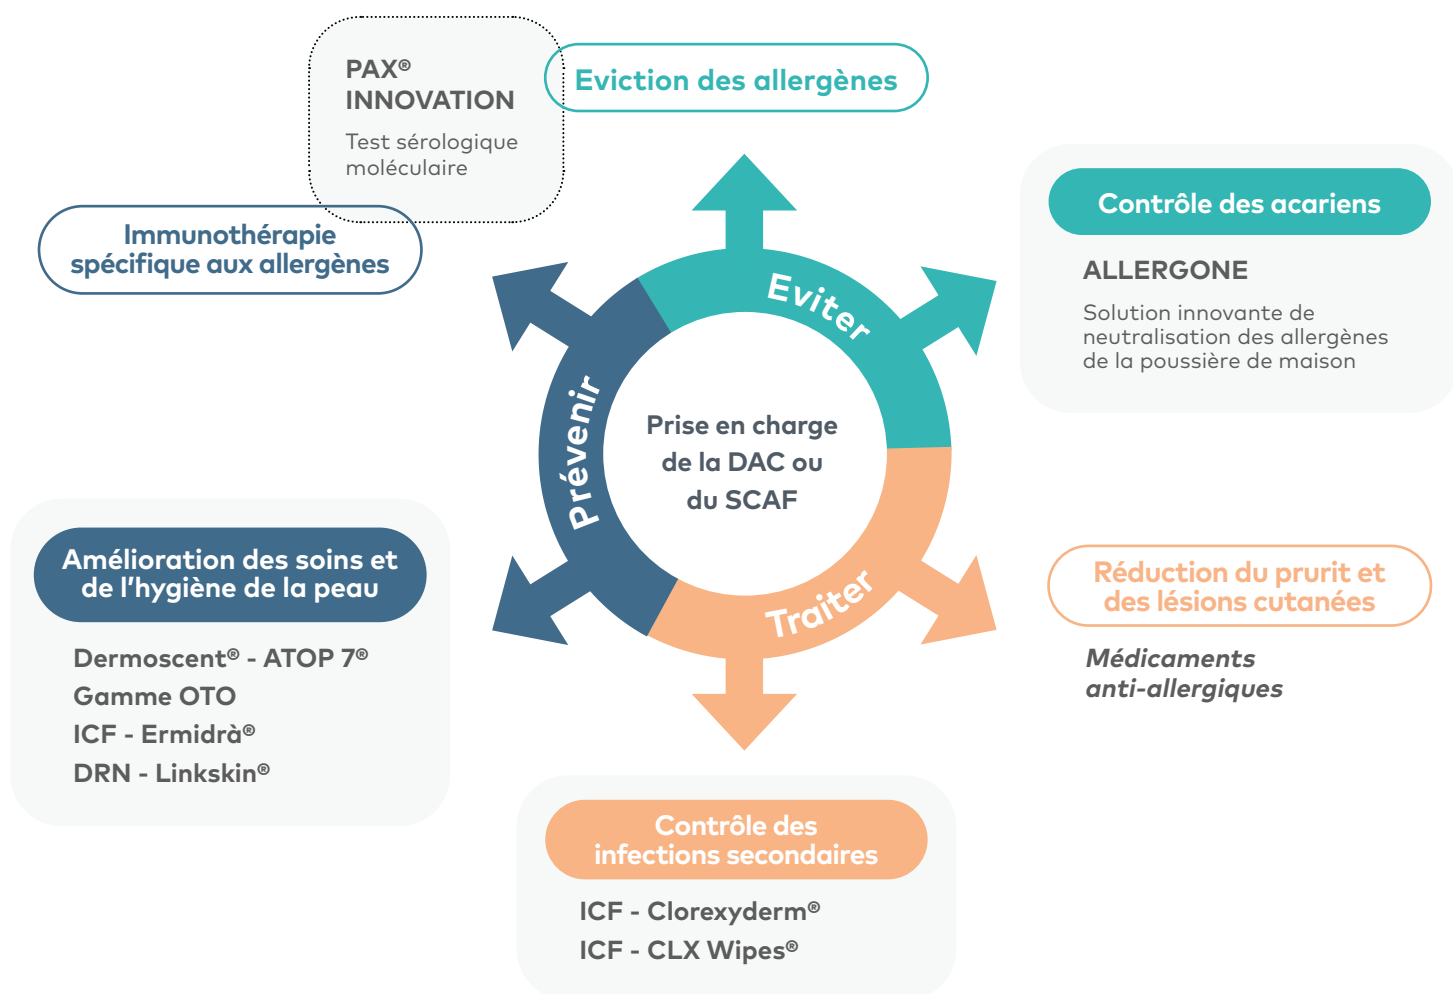 PAX®
INNOVATION
Test sérologique
moléculaire
Eviction des allergènes
Immunothérapie
spécifique aux allergènes
Contrôle des acariens
ALLERGONE
Solution innovante de
neutralisation des allergènes
de la poussière de maison
Eviter
Prévenir
Traiter
Prise en charge
de la DAC ou
du SCAF
Amélioration des soins et
de l'hygiène de la peau
Dermoscent® - ATOP 7®
Gamme OTO
ICF - Ermidrà®
DRN - Linkskin®
Réduction du prurit et
des lésions cutanées
Médicaments
anti-allergiques
Contrôle des
infections secondaires
ICF - Clorexyderm®
ICF - CLX Wipes®